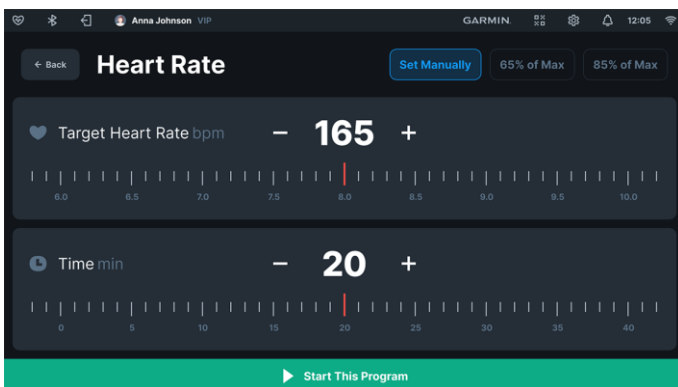 Anna Johnson VIP GARMIN. 12:05
← Back Heart Rate Set Manually 65% of Max 85% of Max
Target Heart Rate bpm − 165 +
6.0 6.5 7.0 7.5 8.0 8.5 9.0 9.5 10.0
Time min − 20 +
0 5 10 15 20 25 30 35 40
Start This Program